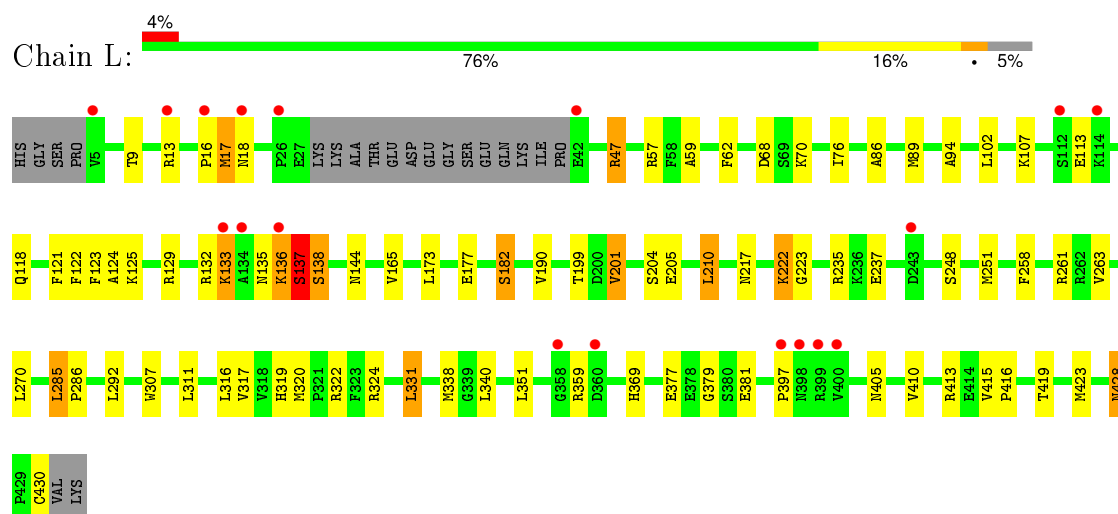 4%
Chain L:
76% 16% • 5%
HIS GLY SER PRO V5 T9 R13 P16 M17 N18 P26 E27 LYS LYS ALA THR GLU ASP GLU GLY SER GLU GLN LYS ILE PRO E42 R47 R57 F58 A59 F62 D68 S69 K70 I76 A86 M89 A94 L102 K107 S112 E113 K114
Q118 F121 F122 F123 A124 K125 R129 R132 K133 A134 N135 K136 S137 S138 N144 V165 L173 E177 S182 V190 T199 D200 V201 S204 E205 L210 N217 K222 G223 R235 K236 E237 D243 S248 M251 F258 R261 R262 V263
L270 L285 P286 L292 W307 L311 L316 V317 V318 H319 M320 P321 R322 F323 R324 L331 M338 G339 L340 L351 G358 R359 D360 H369 E377 E378 G379 S380 E381 P397 N398 R399 V400 N405 V410 R413 E414 V415 P416 T419 M423
P429 C430 VAL LYS